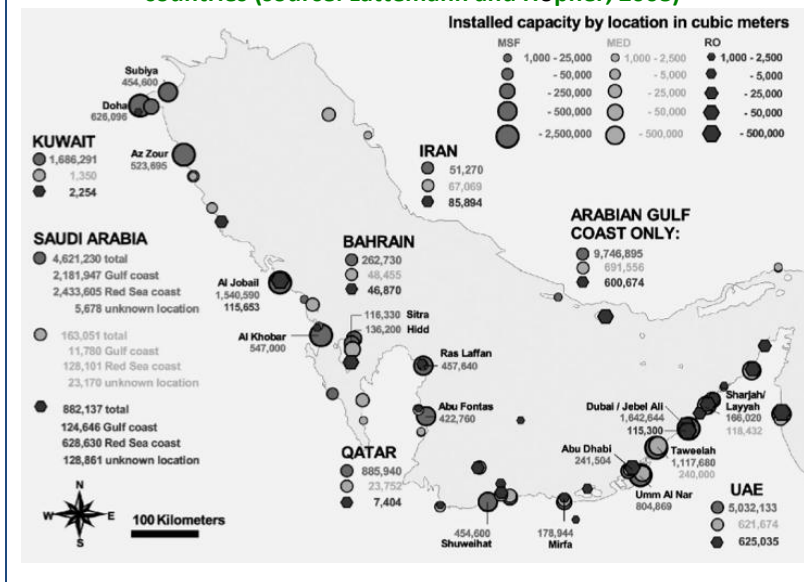 Installed capacity by location in cubic meters
MSF
1,000 - 25,000
- 50,000
- 250,000
- 500,000
- 2,500,000
MED
1,000 - 2,500
- 5,000
- 25,000
- 50,000
- 500,000
RO
1,000 - 2,500
- 5,000
- 25,000
- 50,000
- 500,000
Subiya
454,600
Doha
626,096
KUWAIT
1,686,291
1,350
2,254
Az Zour
523,695
IRAN
51,270
67,069
85,894
ARABIAN GULF
COAST ONLY:
9,746,895
691,556
600,674
SAUDI ARABIA
4,621,230 total
2,181,947 Gulf coast
2,433,605 Red Sea coast
5,678 unknown location
163,051 total
11,780 Gulf coast
128,101 Red Sea coast
23,170 unknown location
882,137 total
124,646 Gulf coast
628,630 Red Sea coast
128,861 unknown location
BAHRAIN
262,730
48,455
46,870
Al Jobail
1,540,590
115,653
116,330 Sitra
136,200 Hidd
Al Khobar
547,000
Ras Laffan
457,640
Abu Fontas
422,760
QATAR
885,940
23,752
7,404
Dubai / Jebel Ali
1,642,644
115,300
Sharjah/
Layyah
166,020
118,432
Abu Dhabi
241,504
Taweelah
1,117,680
240,000
Umm Al Nar
804,869
UAE
5,032,133
621,674
625,035
454,600
Shuweihat
178,944
Mirfa
N
W E
S
100 Kilometers